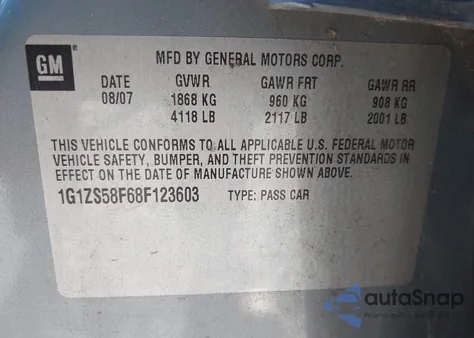 GM
MFD BY GENERAL MOTORS CORP.
DATE GVWR GAWR FRT GAWR RR
08/07 1868 KG 960 KG 908 KG
4118 LB 2117 LB 2001 LB
THIS VEHICLE CONFORMS TO ALL APPLICABLE U.S. FEDERAL MOTOR
VEHICLE SAFETY, BUMPER, AND THEFT PREVENTION STANDARDS IN
EFFECT ON THE DATE OF MANUFACTURE SHOWN ABOVE.
1G1ZS58F68F123603 TYPE: PASS CAR
autoSnap